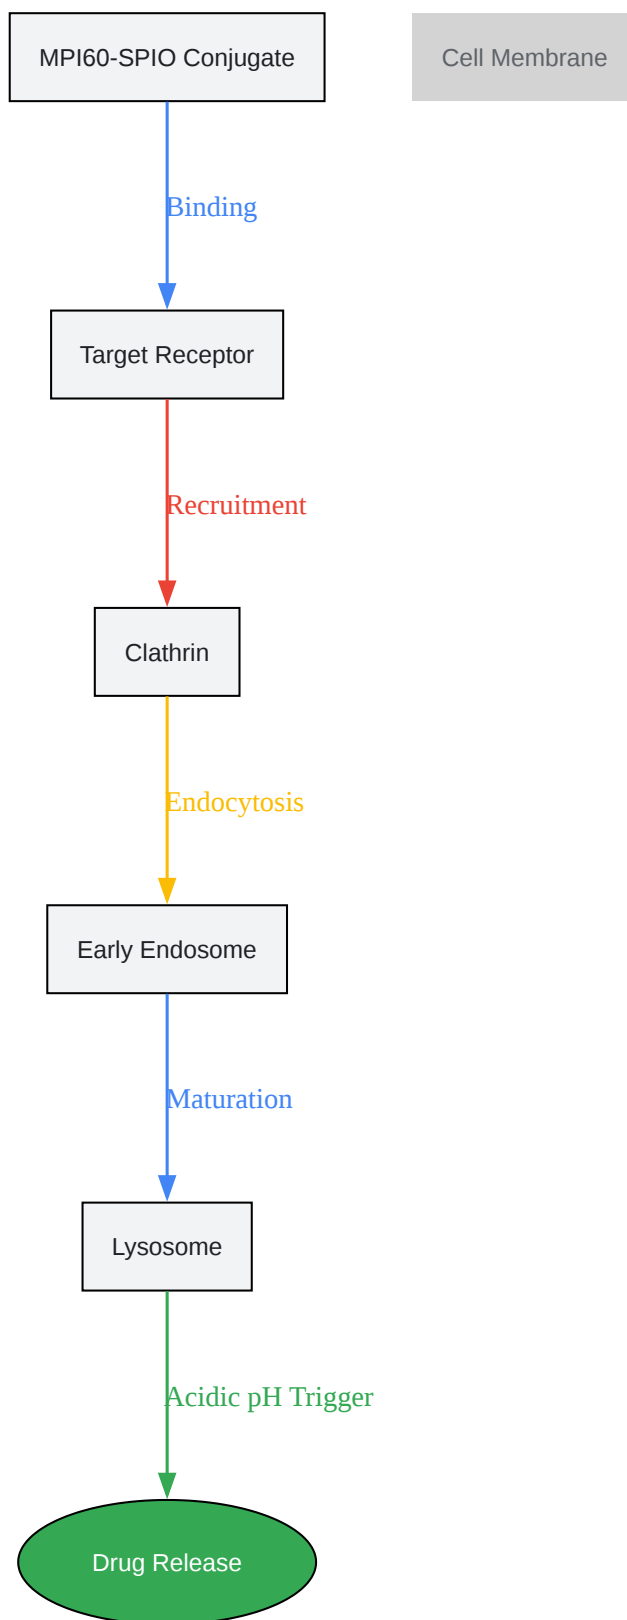 MPI60-SPIO Conjugate
Cell Membrane
Binding
Target Receptor
Recruitment
Clathrin
Endocytosis
Early Endosome
Maturation
Lysosome
Acidic pH Trigger
Drug Release